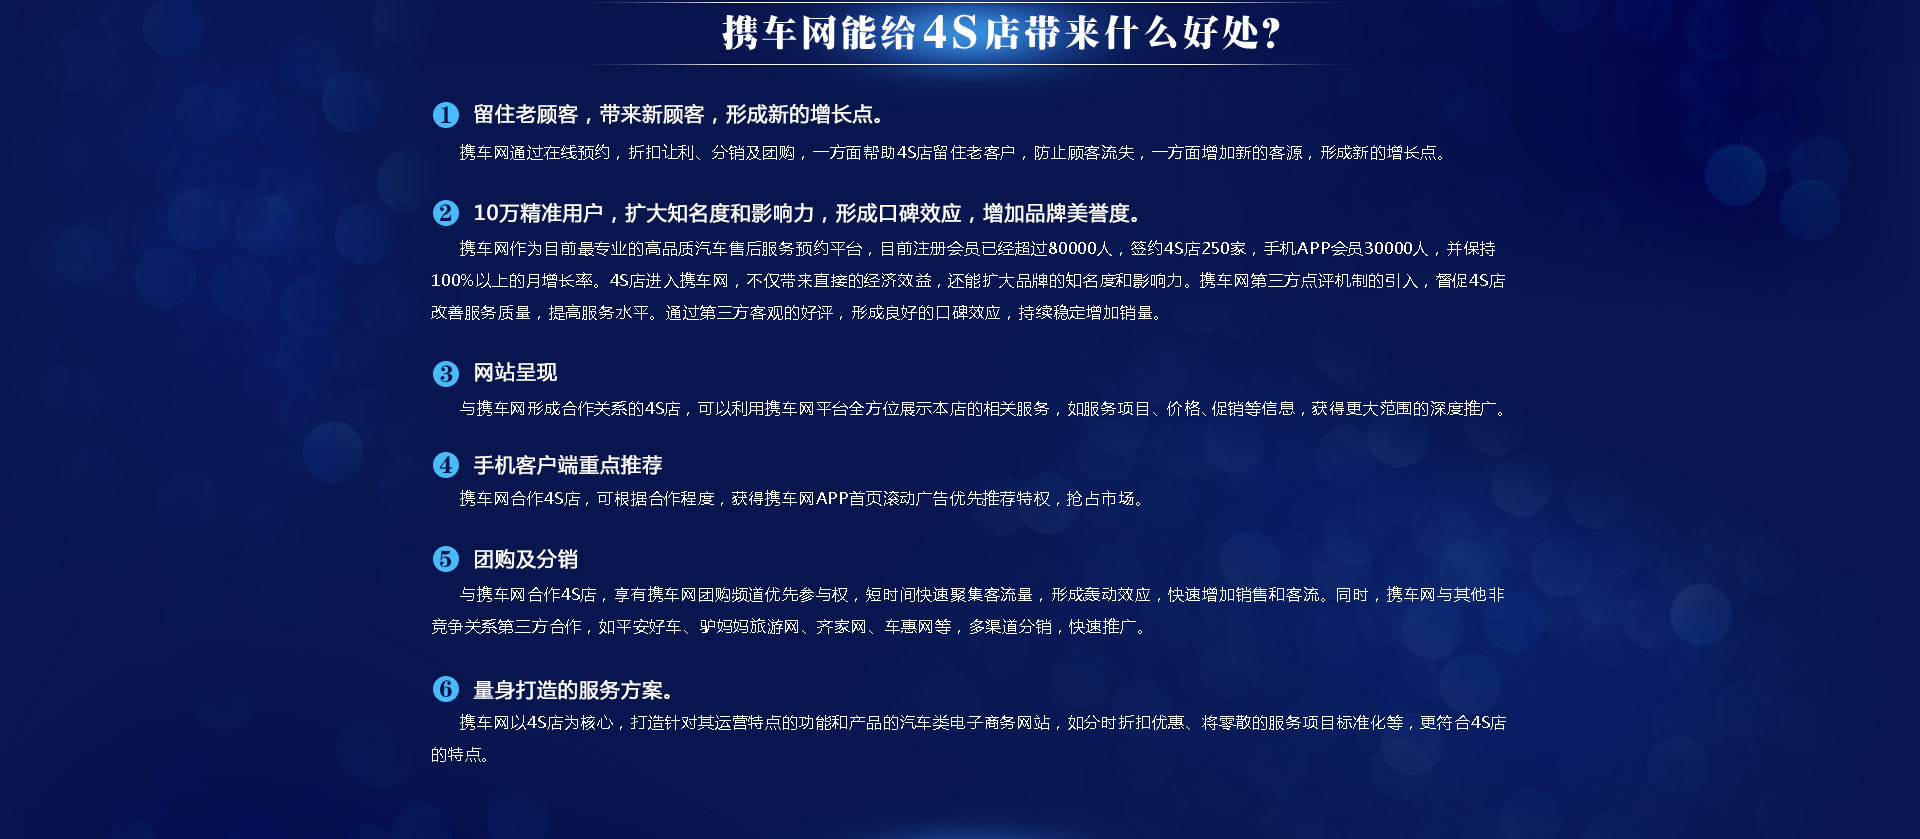 携车网能给4S店带来什么好处?
1 留住老顾客，带来新顾客，形成新的增长点。
携车网通过在线预约，折扣让利、分销及团购，一方面帮助4S店留住老客户，防止顾客流失，一方面增加新的客源，形成新的增长点。
2 10万精准用户，扩大知名度和影响力，形成口碑效应，增加品牌美誉度。
携车网作为目前最专业的高品质汽车售后服务预约平台，目前注册会员已经超过80000人，签约4S店250家，手机APP会员30000人，并保持
100%以上的月增长率。4S店进入携车网，不仅带来直接的经济效益，还能扩大品牌的知名度和影响力。携车网第三方点评机制的引入，督促4S店
改善服务质量，提高服务水平。通过第三方客观的好评，形成良好的口碑效应，持续稳定增加销量。
3 网站呈现
与携车网形成合作关系的4S店，可以利用携车网平台全方位展示本店的相关服务，如服务项目、价格、促销等信息，获得更大范围的深度推广。
4 手机客户端重点推荐
携车网合作4S店，可根据合作程度，获得携车网APP首页滚动广告优先推荐特权，抢占市场。
5 团购及分销
与携车网合作4S店，享有携车网团购频道优先参与权，短时间快速聚集客流量，形成轰动效应，快速增加销售和客流。同时，携车网与其他非
竞争关系第三方合作，如平安好车、驴妈妈旅游网、齐家网、车惠网等，多渠道分销，快速推广。
6 量身打造的服务方案。
携车网以4S店为核心，打造针对其运营特点的功能和产品的汽车类电子商务网站，如分时折扣优惠、将零散的服务项目标准化等，更符合4S店
的特点。